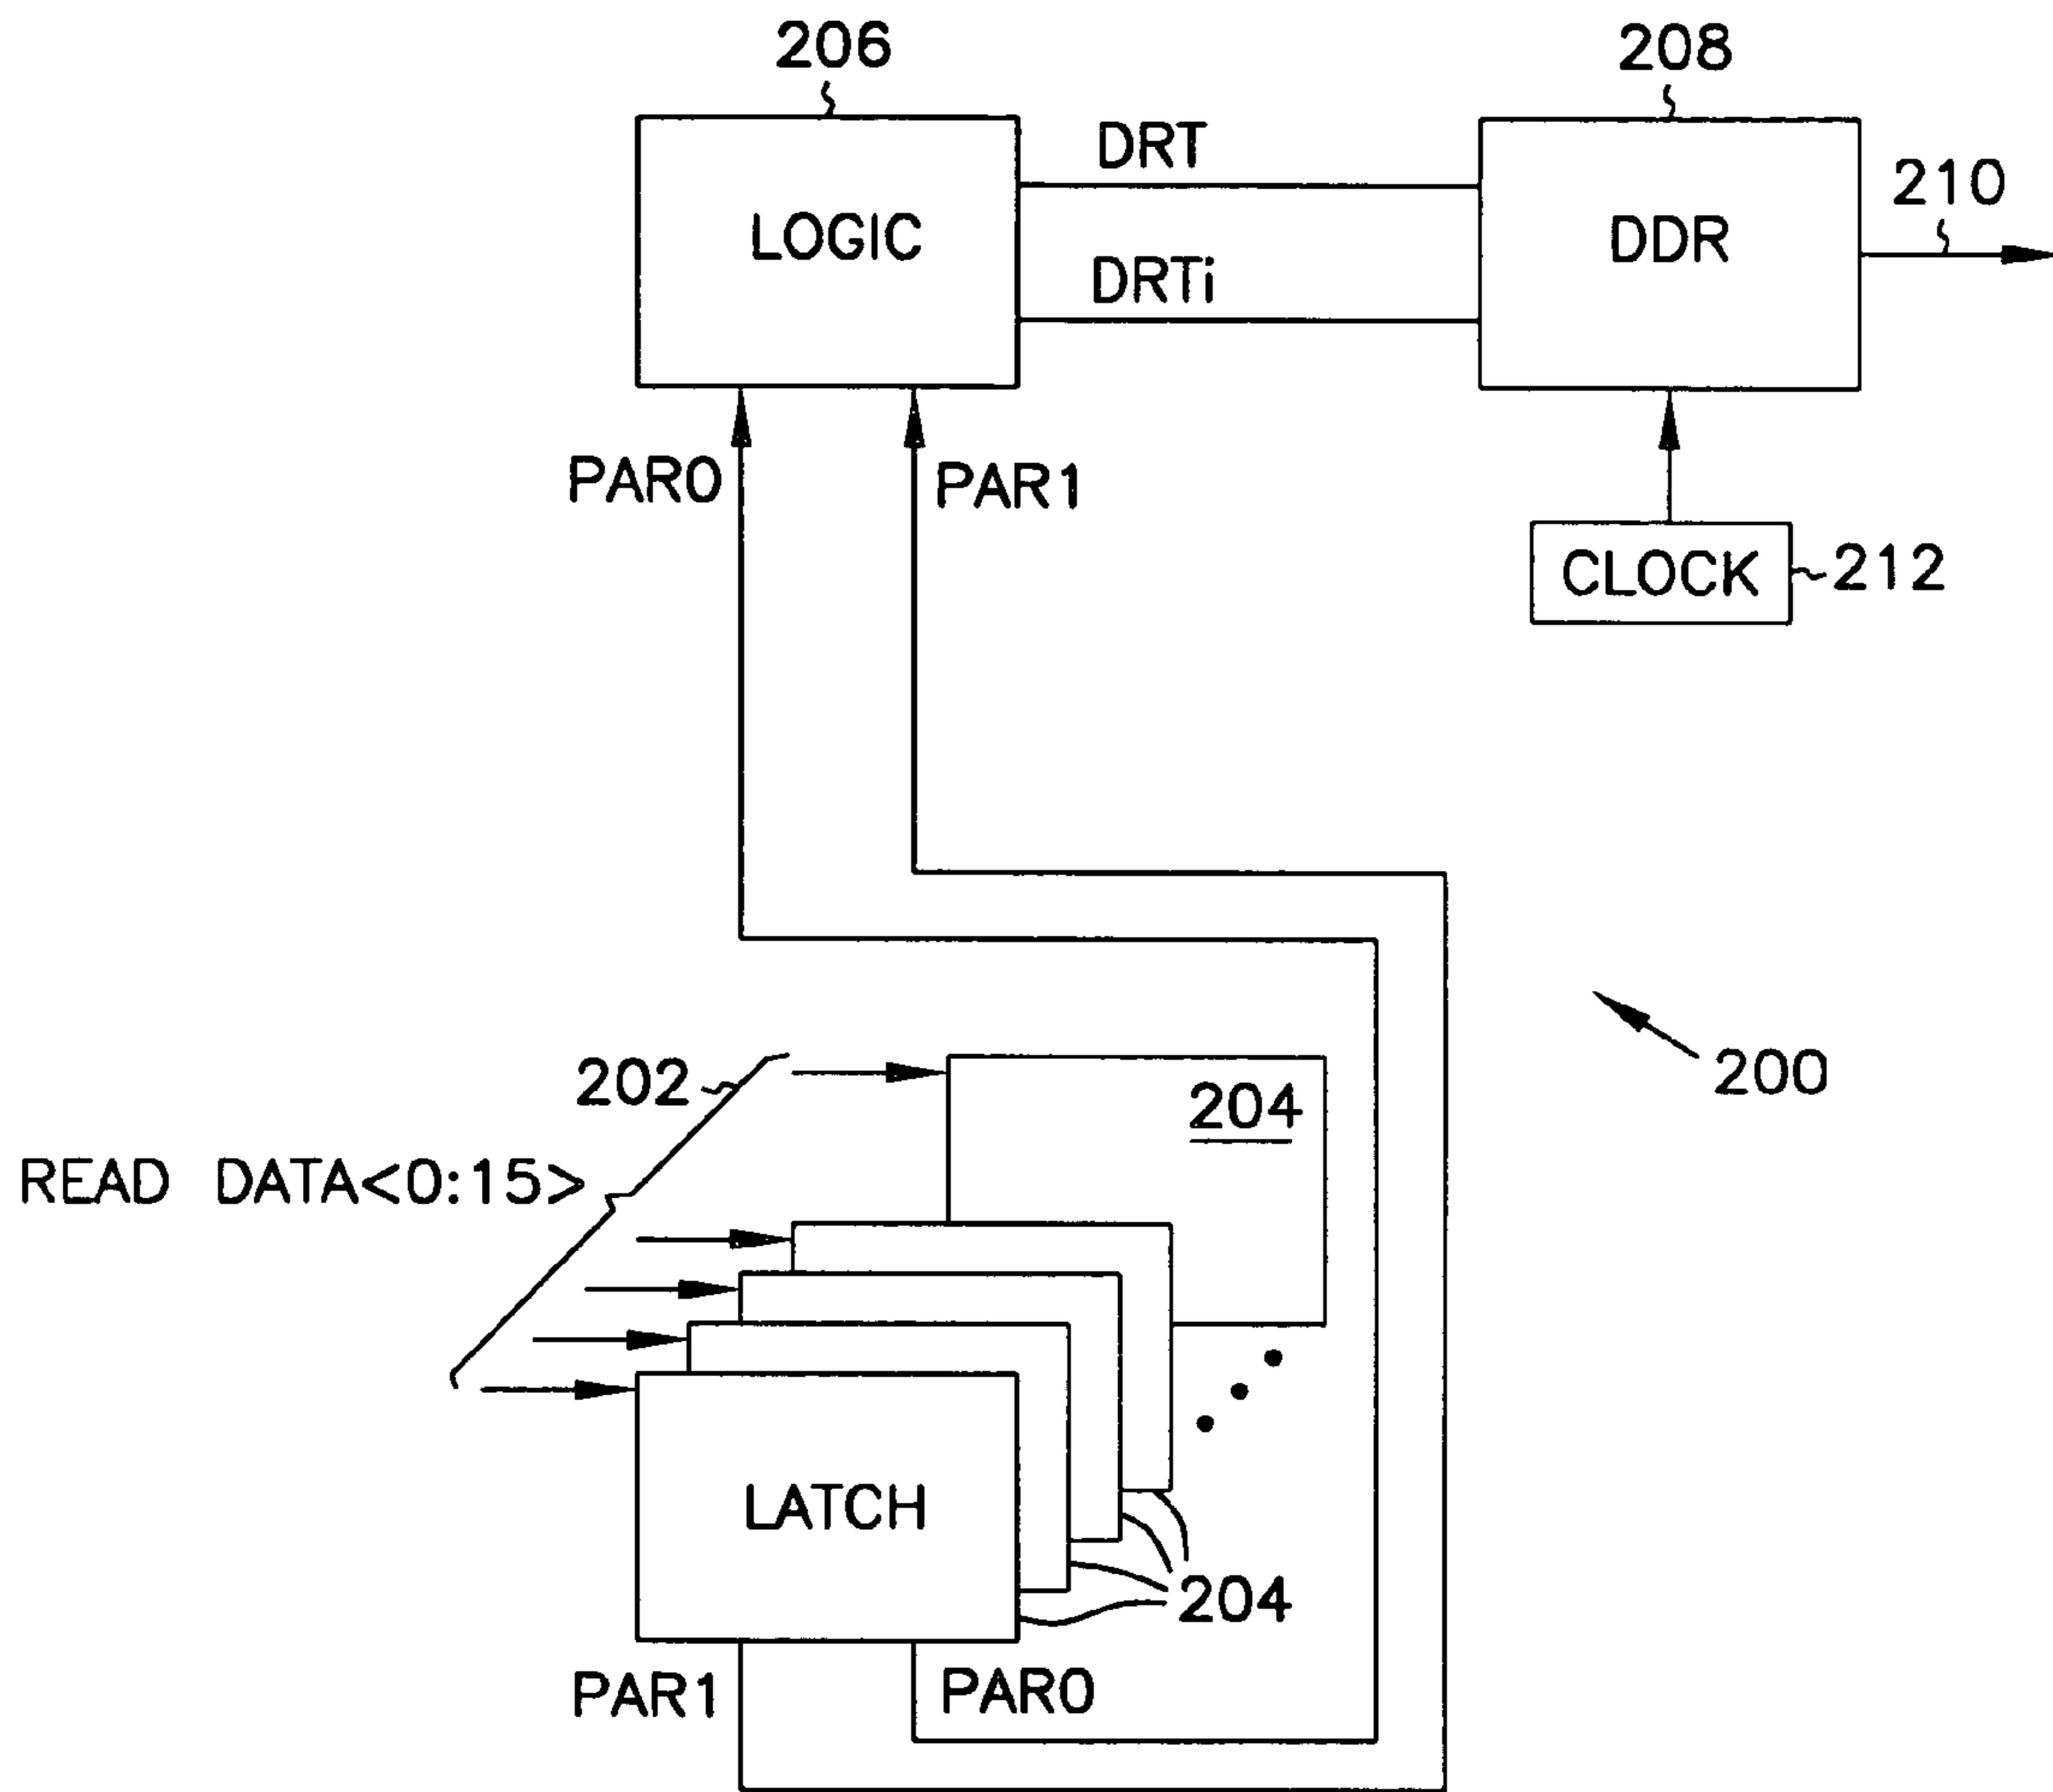 206
208
DRT
210
LOGIC
DDR
DRTi
PAR0
PAR1
CLOCK
212
202
200
204
READ DATA<0:15>
LATCH
204
PAR1
PAR0